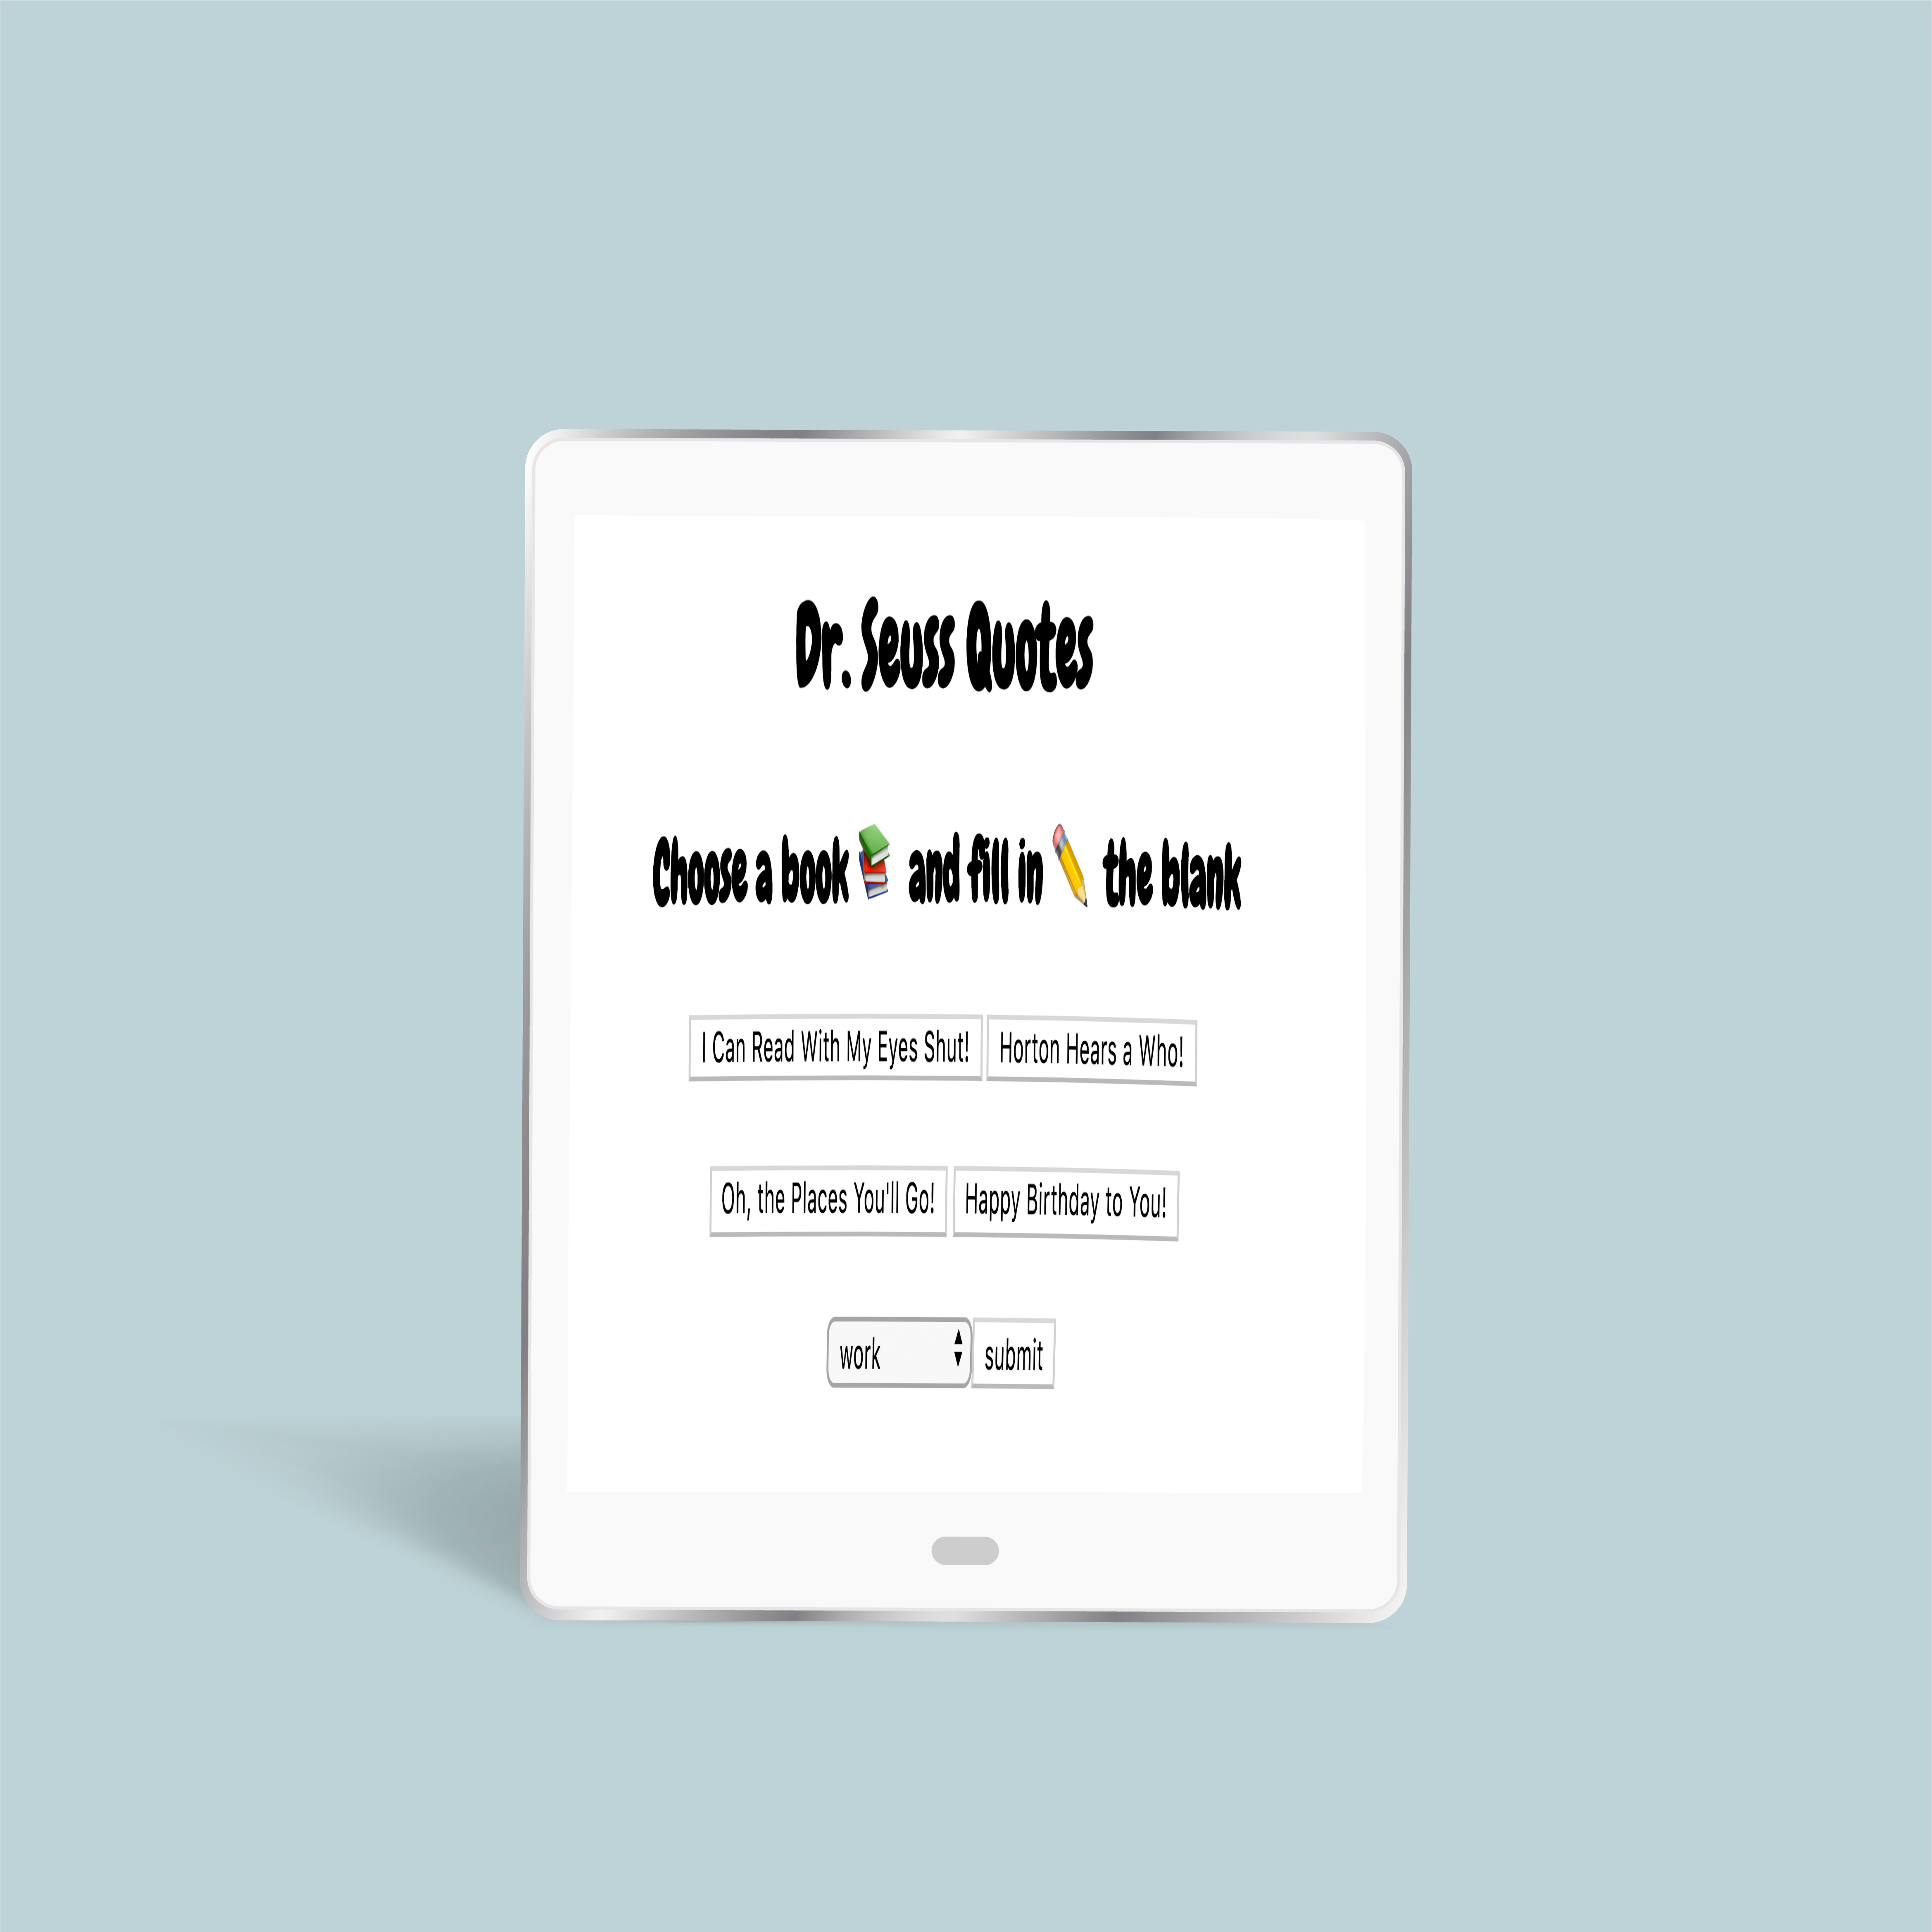 Dr. Seuss Quotes
Choose a book 📚 and fill in ✏️ the blank
I Can Read With My Eyes Shut! Horton Hears a Who!
Oh, the Places You'll Go! Happy Birthday to You!
work submit